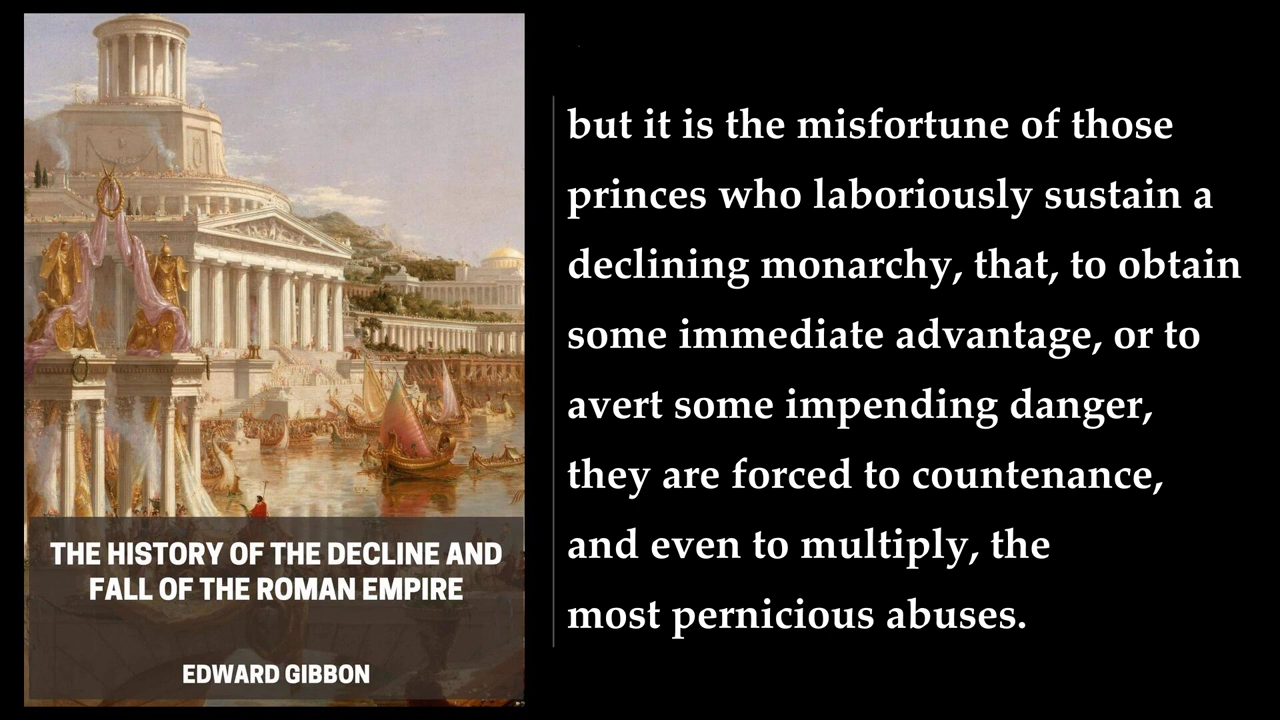 THE HISTORY OF THE DECLINE AND
FALL OF THE ROMAN EMPIRE
EDWARD GIBBON
but it is the misfortune of those
princes who laboriously sustain a
declining monarchy, that, to obtain
some immediate advantage, or to
avert some impending danger,
they are forced to countenance,
and even to multiply, the
most pernicious abuses.